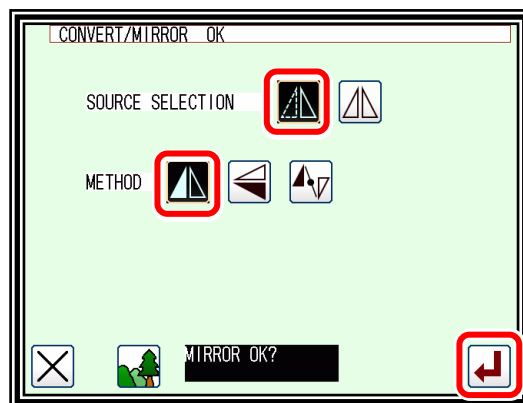 CONVERT/MIRROR OK
SOURCE SELECTION
METHOD
MIRROR OK?